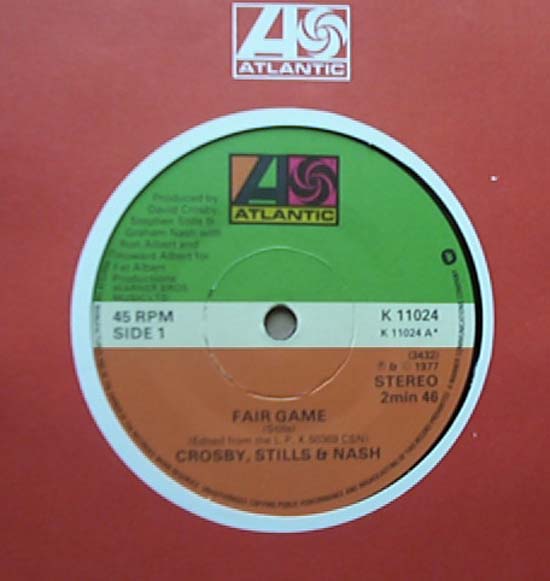 ATLANTIC
ATLANTIC
Produced by
David Crosby,
Stephen Stills &
Graham Nash with
Ron Albert and
Howard Albert for
Fat Albert
Productions
WARNER BROS
MUSIC LTD
45 RPM
SIDE 1
K 11024
K 11024 A*
(3432)
℗ & © 1977
STEREO
2min 46
FAIR GAME
(Stills)
(Edited from the L.P. K 50369 CSN)
CROSBY, STILLS & NASH